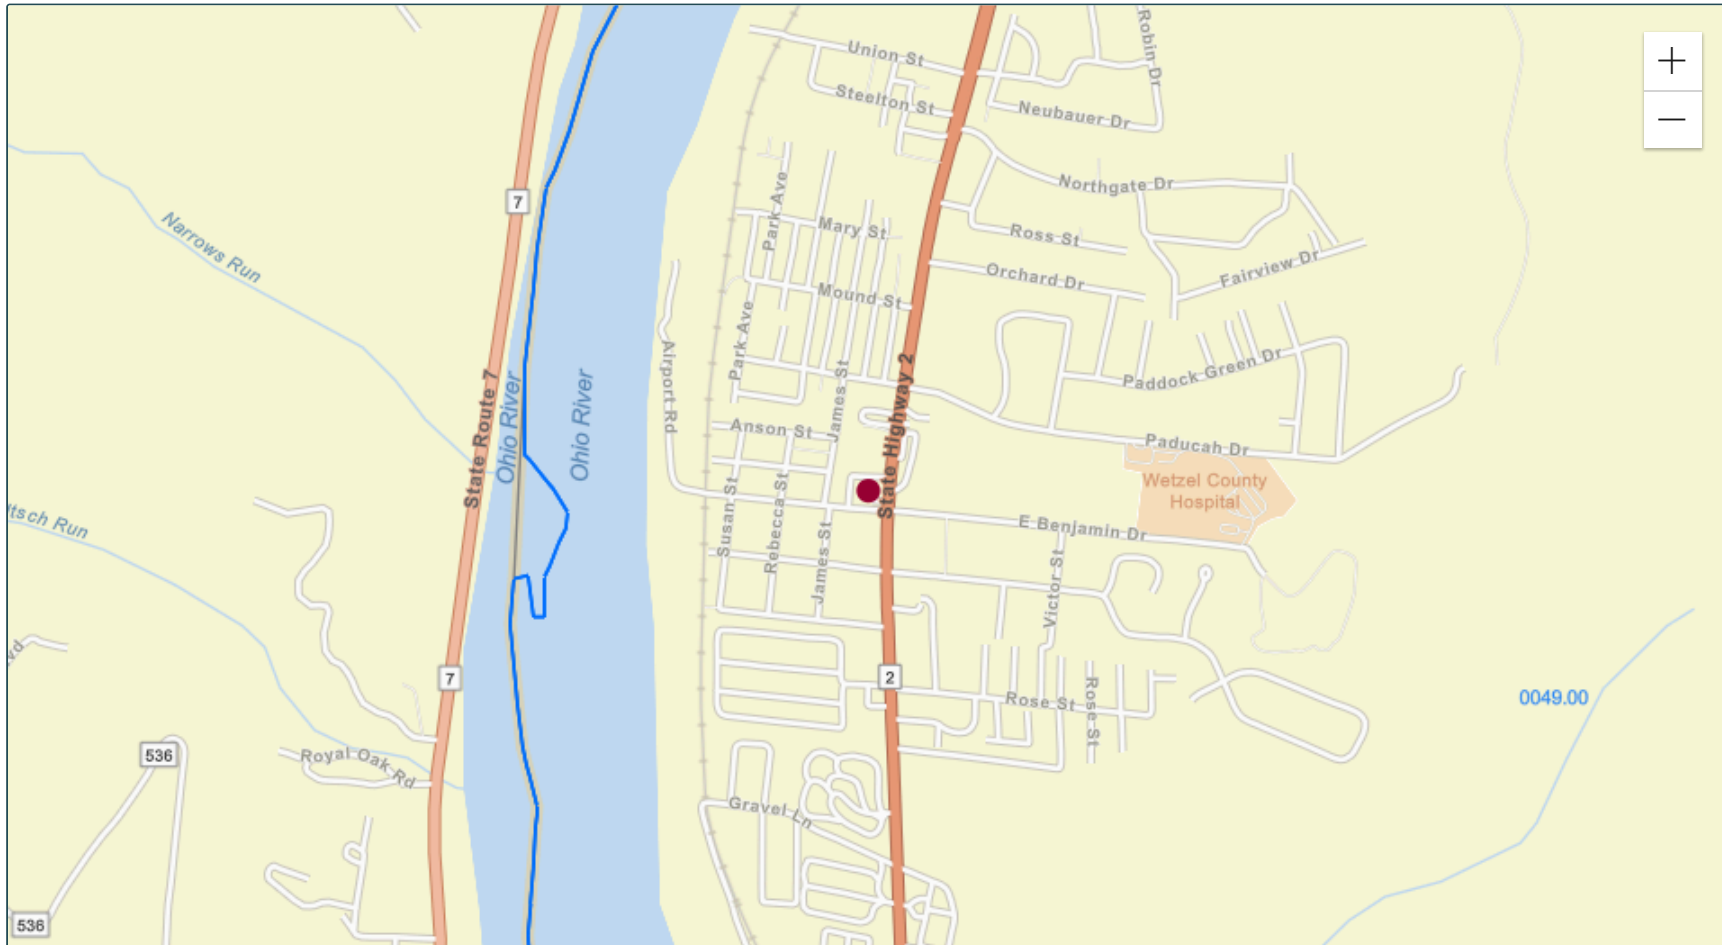 Union St
Robin Dr
Steelton St
Neubauer Dr
Northgate Dr
7
Park Ave
Mary St
Ross St
Narrows Run
Orchard Dr
Fairview Dr
Mound St
Park Ave
Airport Rd
Paddock Green Dr
State Route 7
Ohio River
Ohio River
James St
State Highway 2
Anson St
Paducah Dr
Wetzel County
Hospital
Susan St
Rebecca St
itsch Run
E Benjamin Dr
James St
Victor St
7
2
Rose St
Rose St
0049.00
536
Royal Oak Rd
Gravel Ln
536